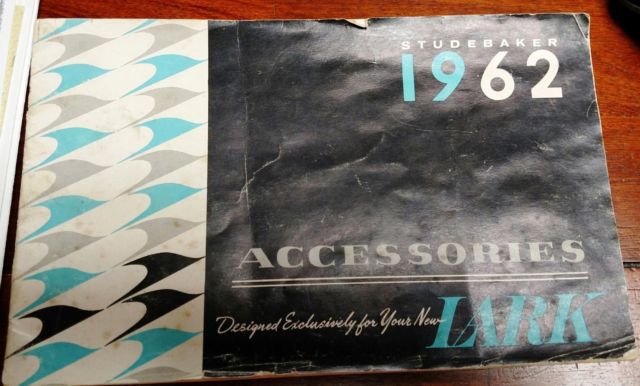 STUDEBAKER
1962
ACCESSORIES
Designed Exclusively for Your New LARK